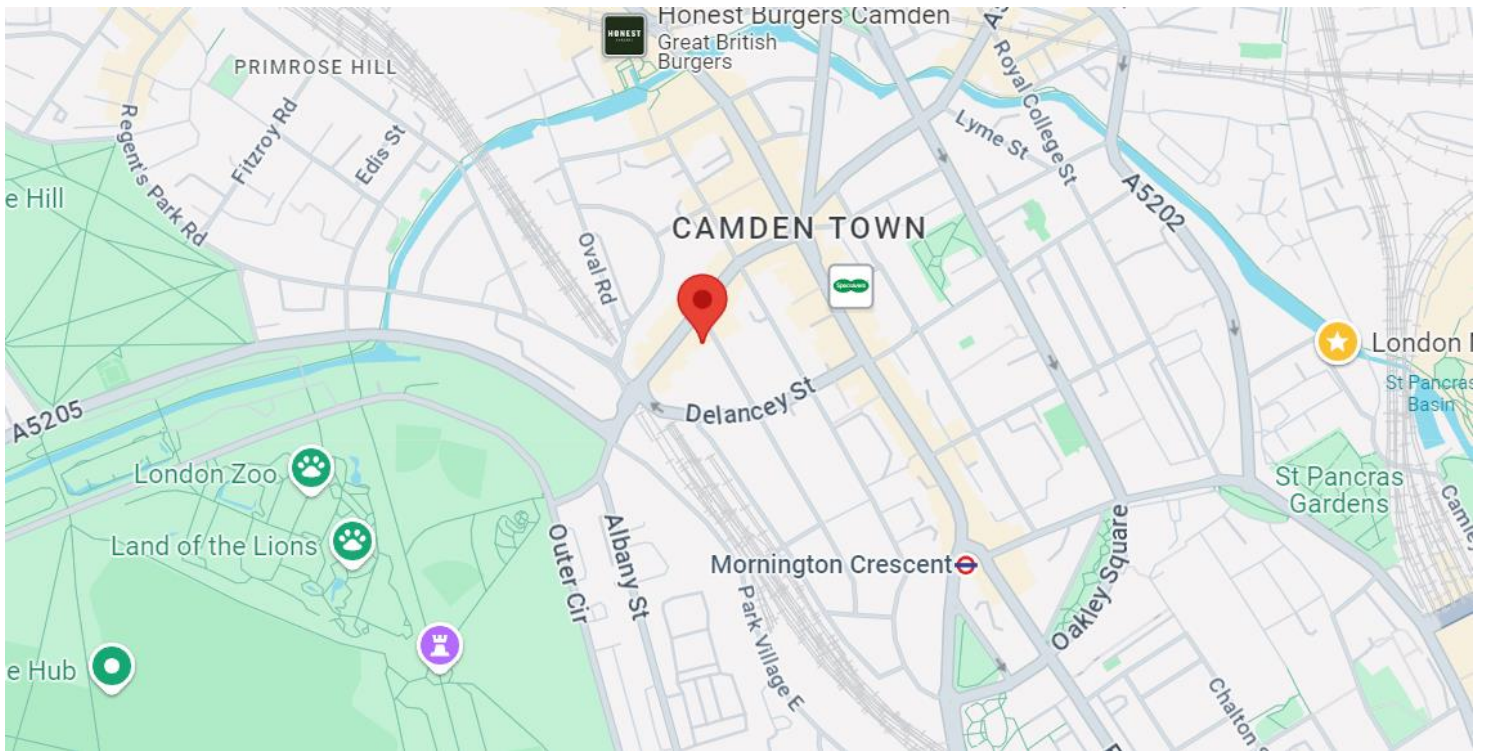 Honest Burgers Camden
HONEST
Great British
Burgers
PRIMROSE HILL
Royal College St
Regent's Park Rd
Fitzroy Rd
Edis St
Lyme St
A5202
e Hill
CAMDEN TOWN
Oval Rd
Specsavers
London
St Pancras
Basin
Delancey St
A5205
London Zoo
St Pancras
Gardens
Land of the Lions
Outer Cir
Albany St
Mornington Crescent
Oakley Square
Park Village E
e Hub
Chalton